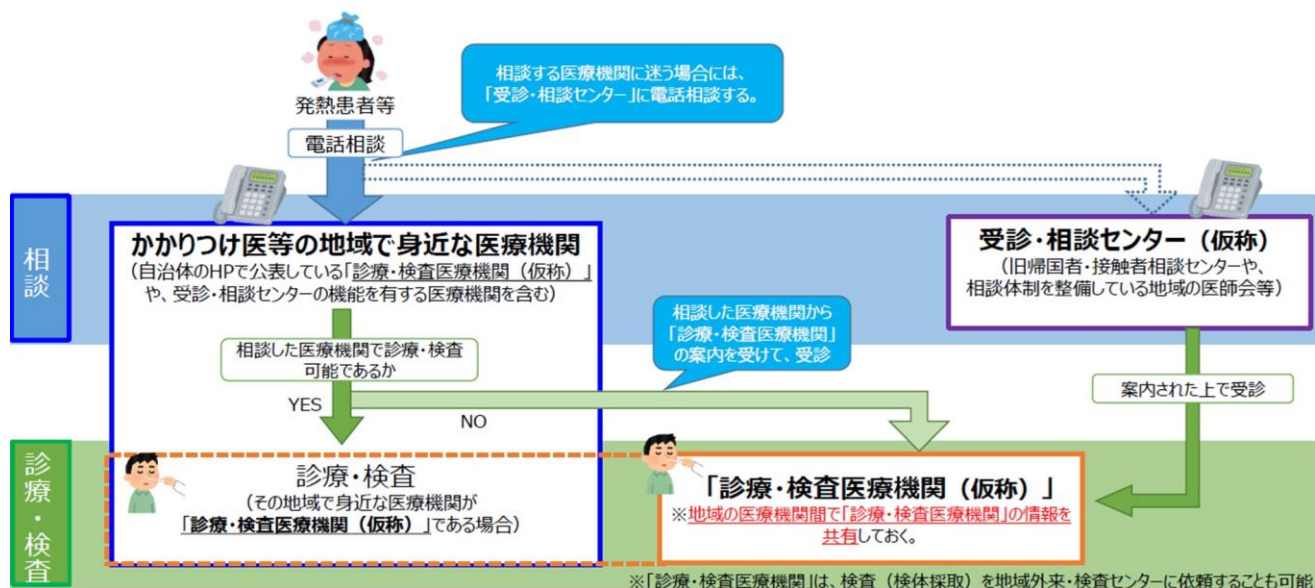 発熱患者等
電話相談
相談する医療機関に迷う場合には、
「受診・相談センター」に電話相談する。
相談
かかりつけ医等の地域で身近な医療機関
（自治体のHPで公表している「診療・検査医療機関（仮称）」
や、受診・相談センターの機能を有する医療機関を含む）
受診・相談センター（仮称）
（旧帰国者・接触者相談センターや、
相談体制を整備している地域の医師会等）
相談した医療機関から
「診療・検査医療機関」
の案内を受けて、受診
相談した医療機関で診療・検査
可能であるか
YES
NO
案内された上で受診
診療・検査
診療・検査
（その地域で身近な医療機関が
「診療・検査医療機関（仮称）」である場合）
「診療・検査医療機関（仮称）」
※地域の医療機関間で「診療・検査医療機関」の情報を
共有しておく。
※「診療・検査医療機関」は、検査（検体採取）を地域外来・検査センターに依頼することも可能